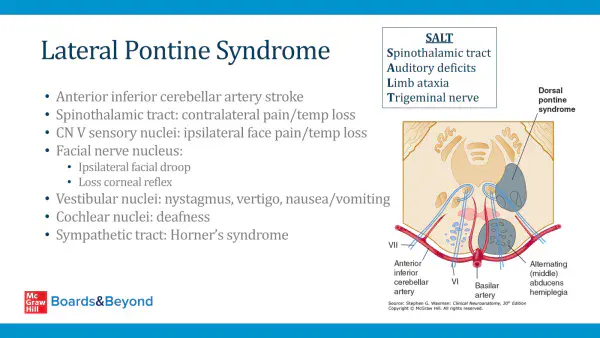 Lateral Pontine Syndrome
SALT
Spinothalamic tract
Auditory deficits
Limb ataxia
Trigeminal nerve
• Anterior inferior cerebellar artery stroke
• Spinothalamic tract: contralateral pain/temp loss
• CN V sensory nuclei: ipsilateral face pain/temp loss
• Facial nerve nucleus:
• Ipsilateral facial droop
• Loss corneal reflex
• Vestibular nuclei: nystagmus, vertigo, nausea/vomiting
• Cochlear nuclei: deafness
• Sympathetic tract: Horner's syndrome
Dorsal
pontine
syndrome
VII
Anterior
inferior
cerebellar
artery
VI
Basilar
artery
Alternating
(middle)
abducens
hemiplegia
Source: Stephen G. Waxman: Clinical Neuroanatomy, 30th Edition
Copyright © McGraw Hill. All rights reserved.
Mc
Graw
Hill
Boards&Beyond